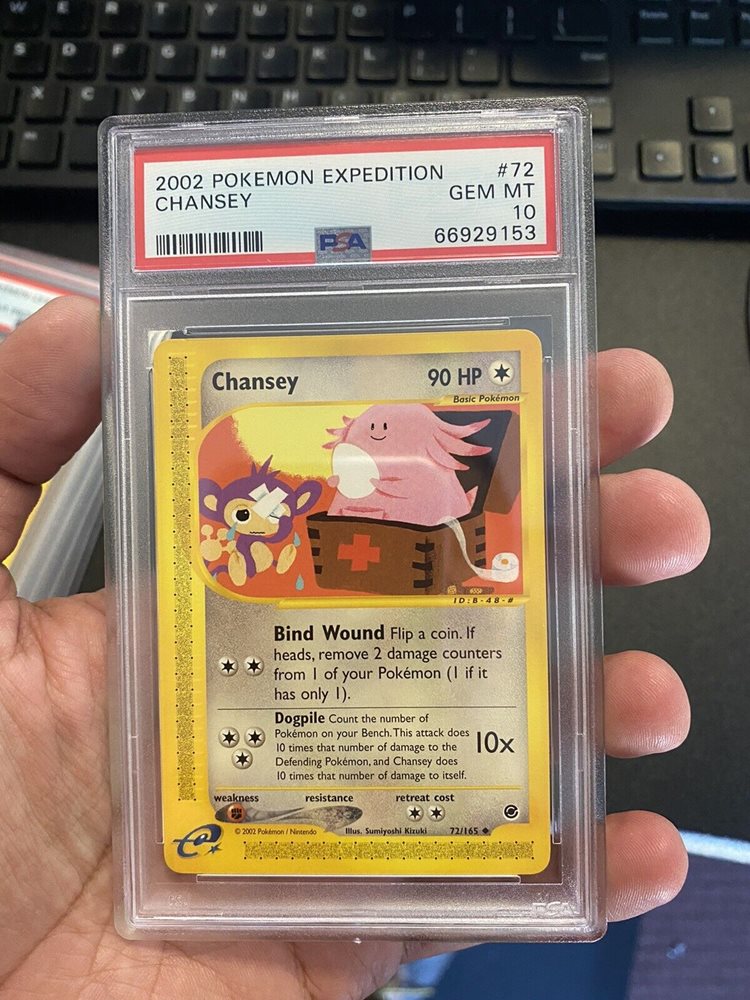 2002 POKEMON EXPEDITION #72
CHANSEY GEM MT
10
PSA 66929153
Chansey 90 HP
Basic Pokémon
ID:B-48-#
Bind Wound Flip a coin. If
heads, remove 2 damage counters
from 1 of your Pokémon (1 if it
has only 1).
Dogpile Count the number of
Pokémon on your Bench. This attack does
10 times that number of damage to the
Defending Pokémon, and Chansey does
10 times that number of damage to itself.
10x
weakness resistance retreat cost
© 2002 Pokémon / Nintendo Illus. Sumiyoshi Kizuki 72/165
e
PSA